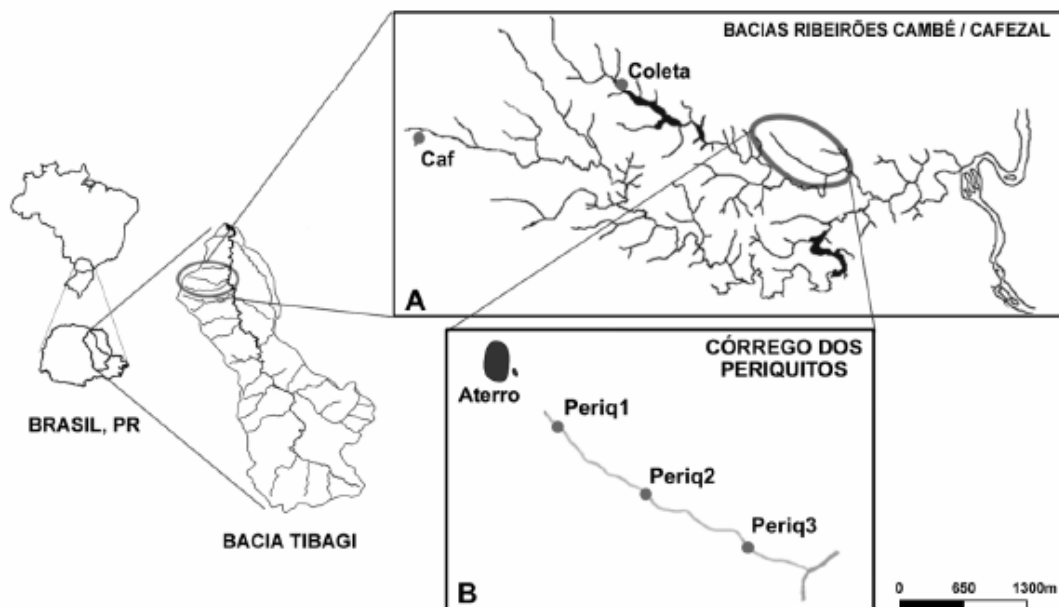 BACIAS RIBEIRÕES CAMBÉ / CAFEZAL
Coleta
Caf
A
BRASIL, PR
BACIA TIBAGI
CÓRREGO DOS
PERIQUITOS
Aterro
Periq1
Periq2
Periq3
B
0 650 1300m